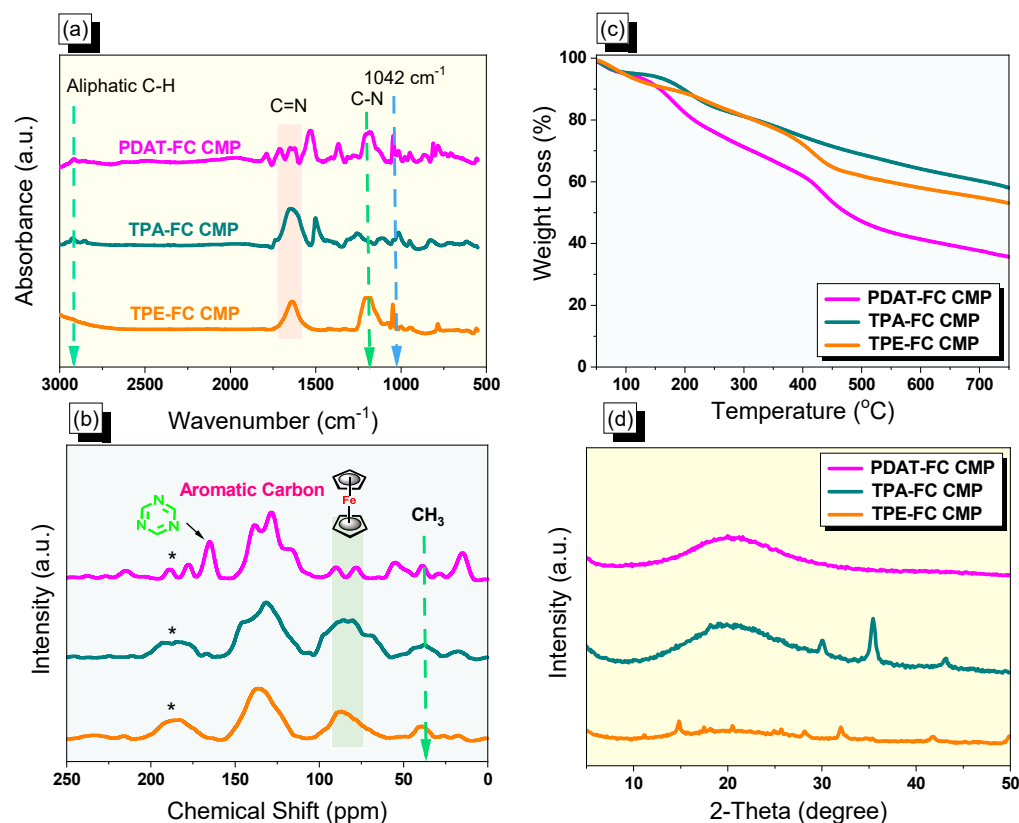 (a)
Aliphatic C-H
C=N
C-N
1042 cm⁻¹
PDAT-FC CMP
TPA-FC CMP
TPE-FC CMP
Absorbance (a.u.)
3000 2500 2000 1500 1000 500
Wavenumber (cm⁻¹)
(c)
100
80
60
40
20
0
Weight Loss (%)
PDAT-FC CMP
TPA-FC CMP
TPE-FC CMP
100 200 300 400 500 600 700
Temperature (°C)
(b)
N
N
N
Aromatic Carbon
Fe
CH₃
*
*
*
Intensity (a.u.)
250 200 150 100 50 0
Chemical Shift (ppm)
(d)
PDAT-FC CMP
TPA-FC CMP
TPE-FC CMP
Intensity (a.u.)
10 20 30 40 50
2-Theta (degree)